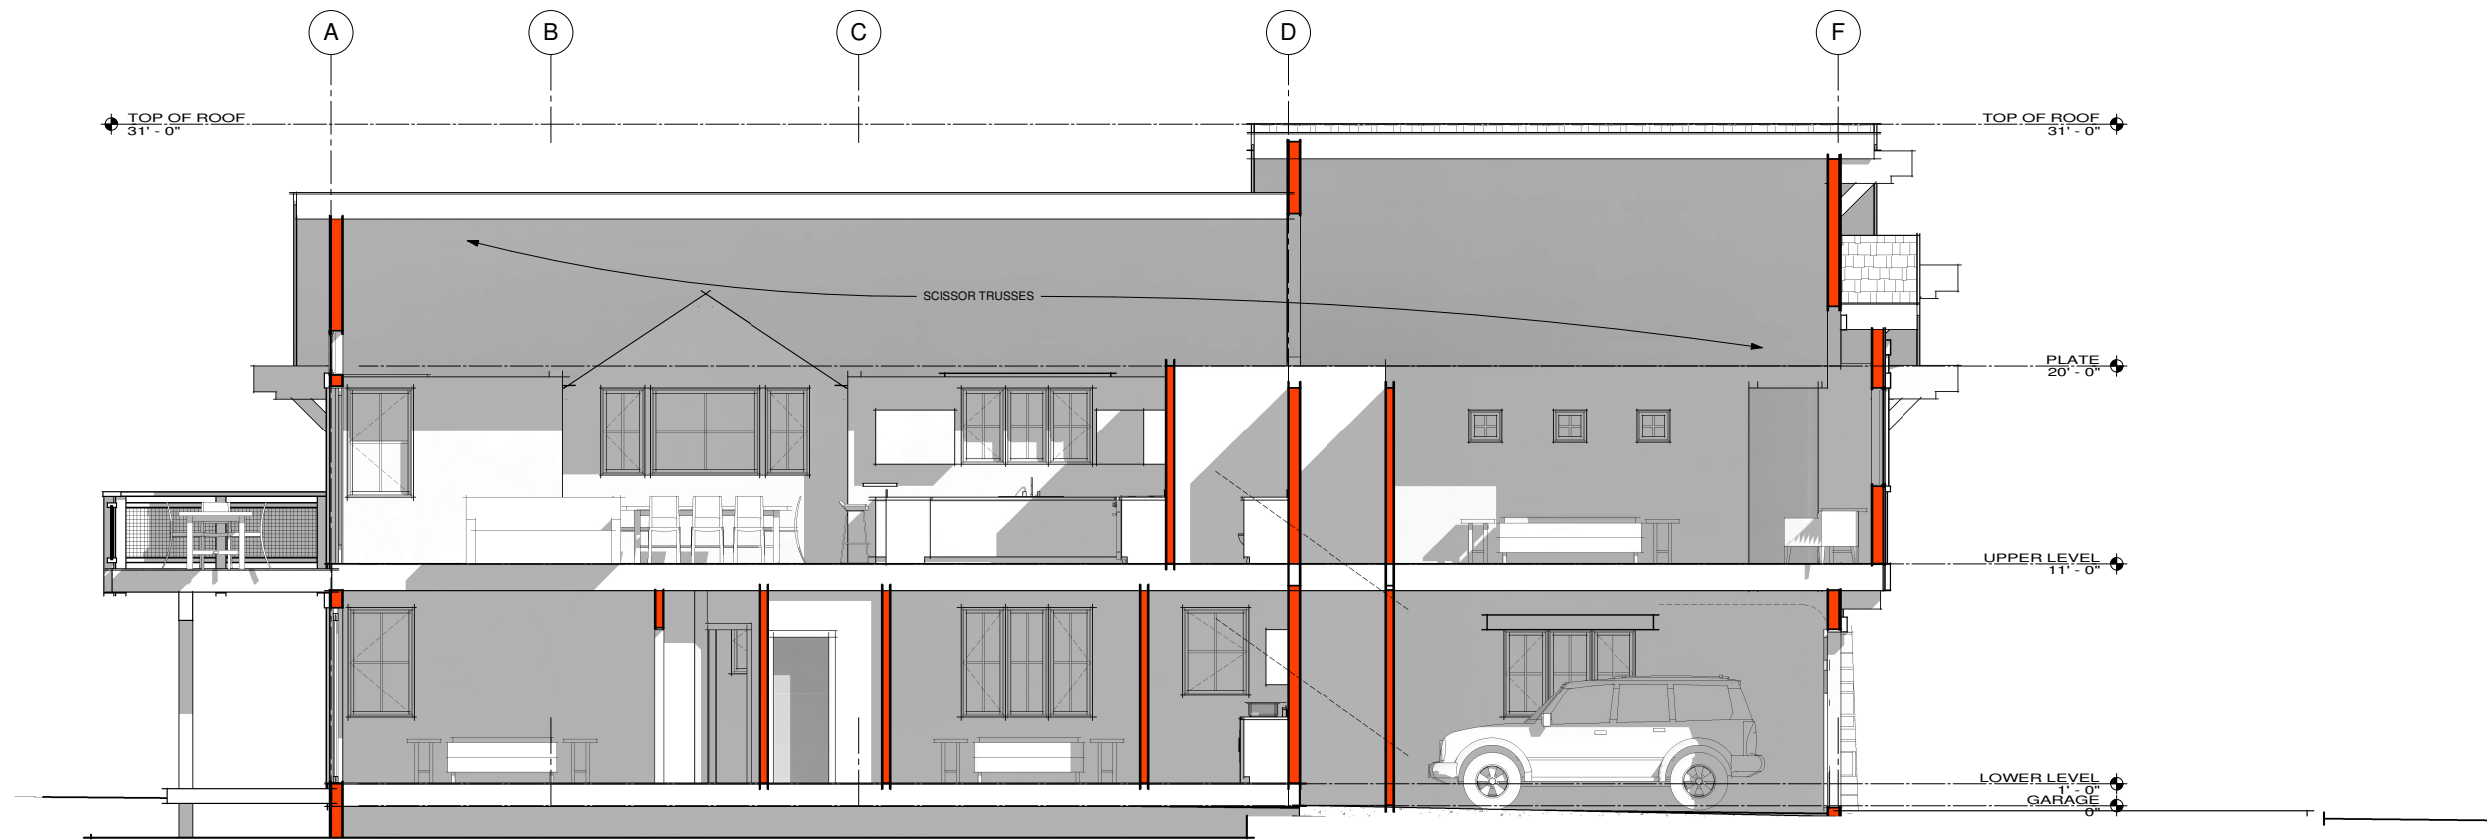 A
B
C
D
F
TOP OF ROOF
31' - 0"
TOP OF ROOF
31' - 0"
SCISSOR TRUSSES
PLATE
20' - 0"
UPPER LEVEL
11' - 0"
LOWER LEVEL
1' - 0"
GARAGE
0"